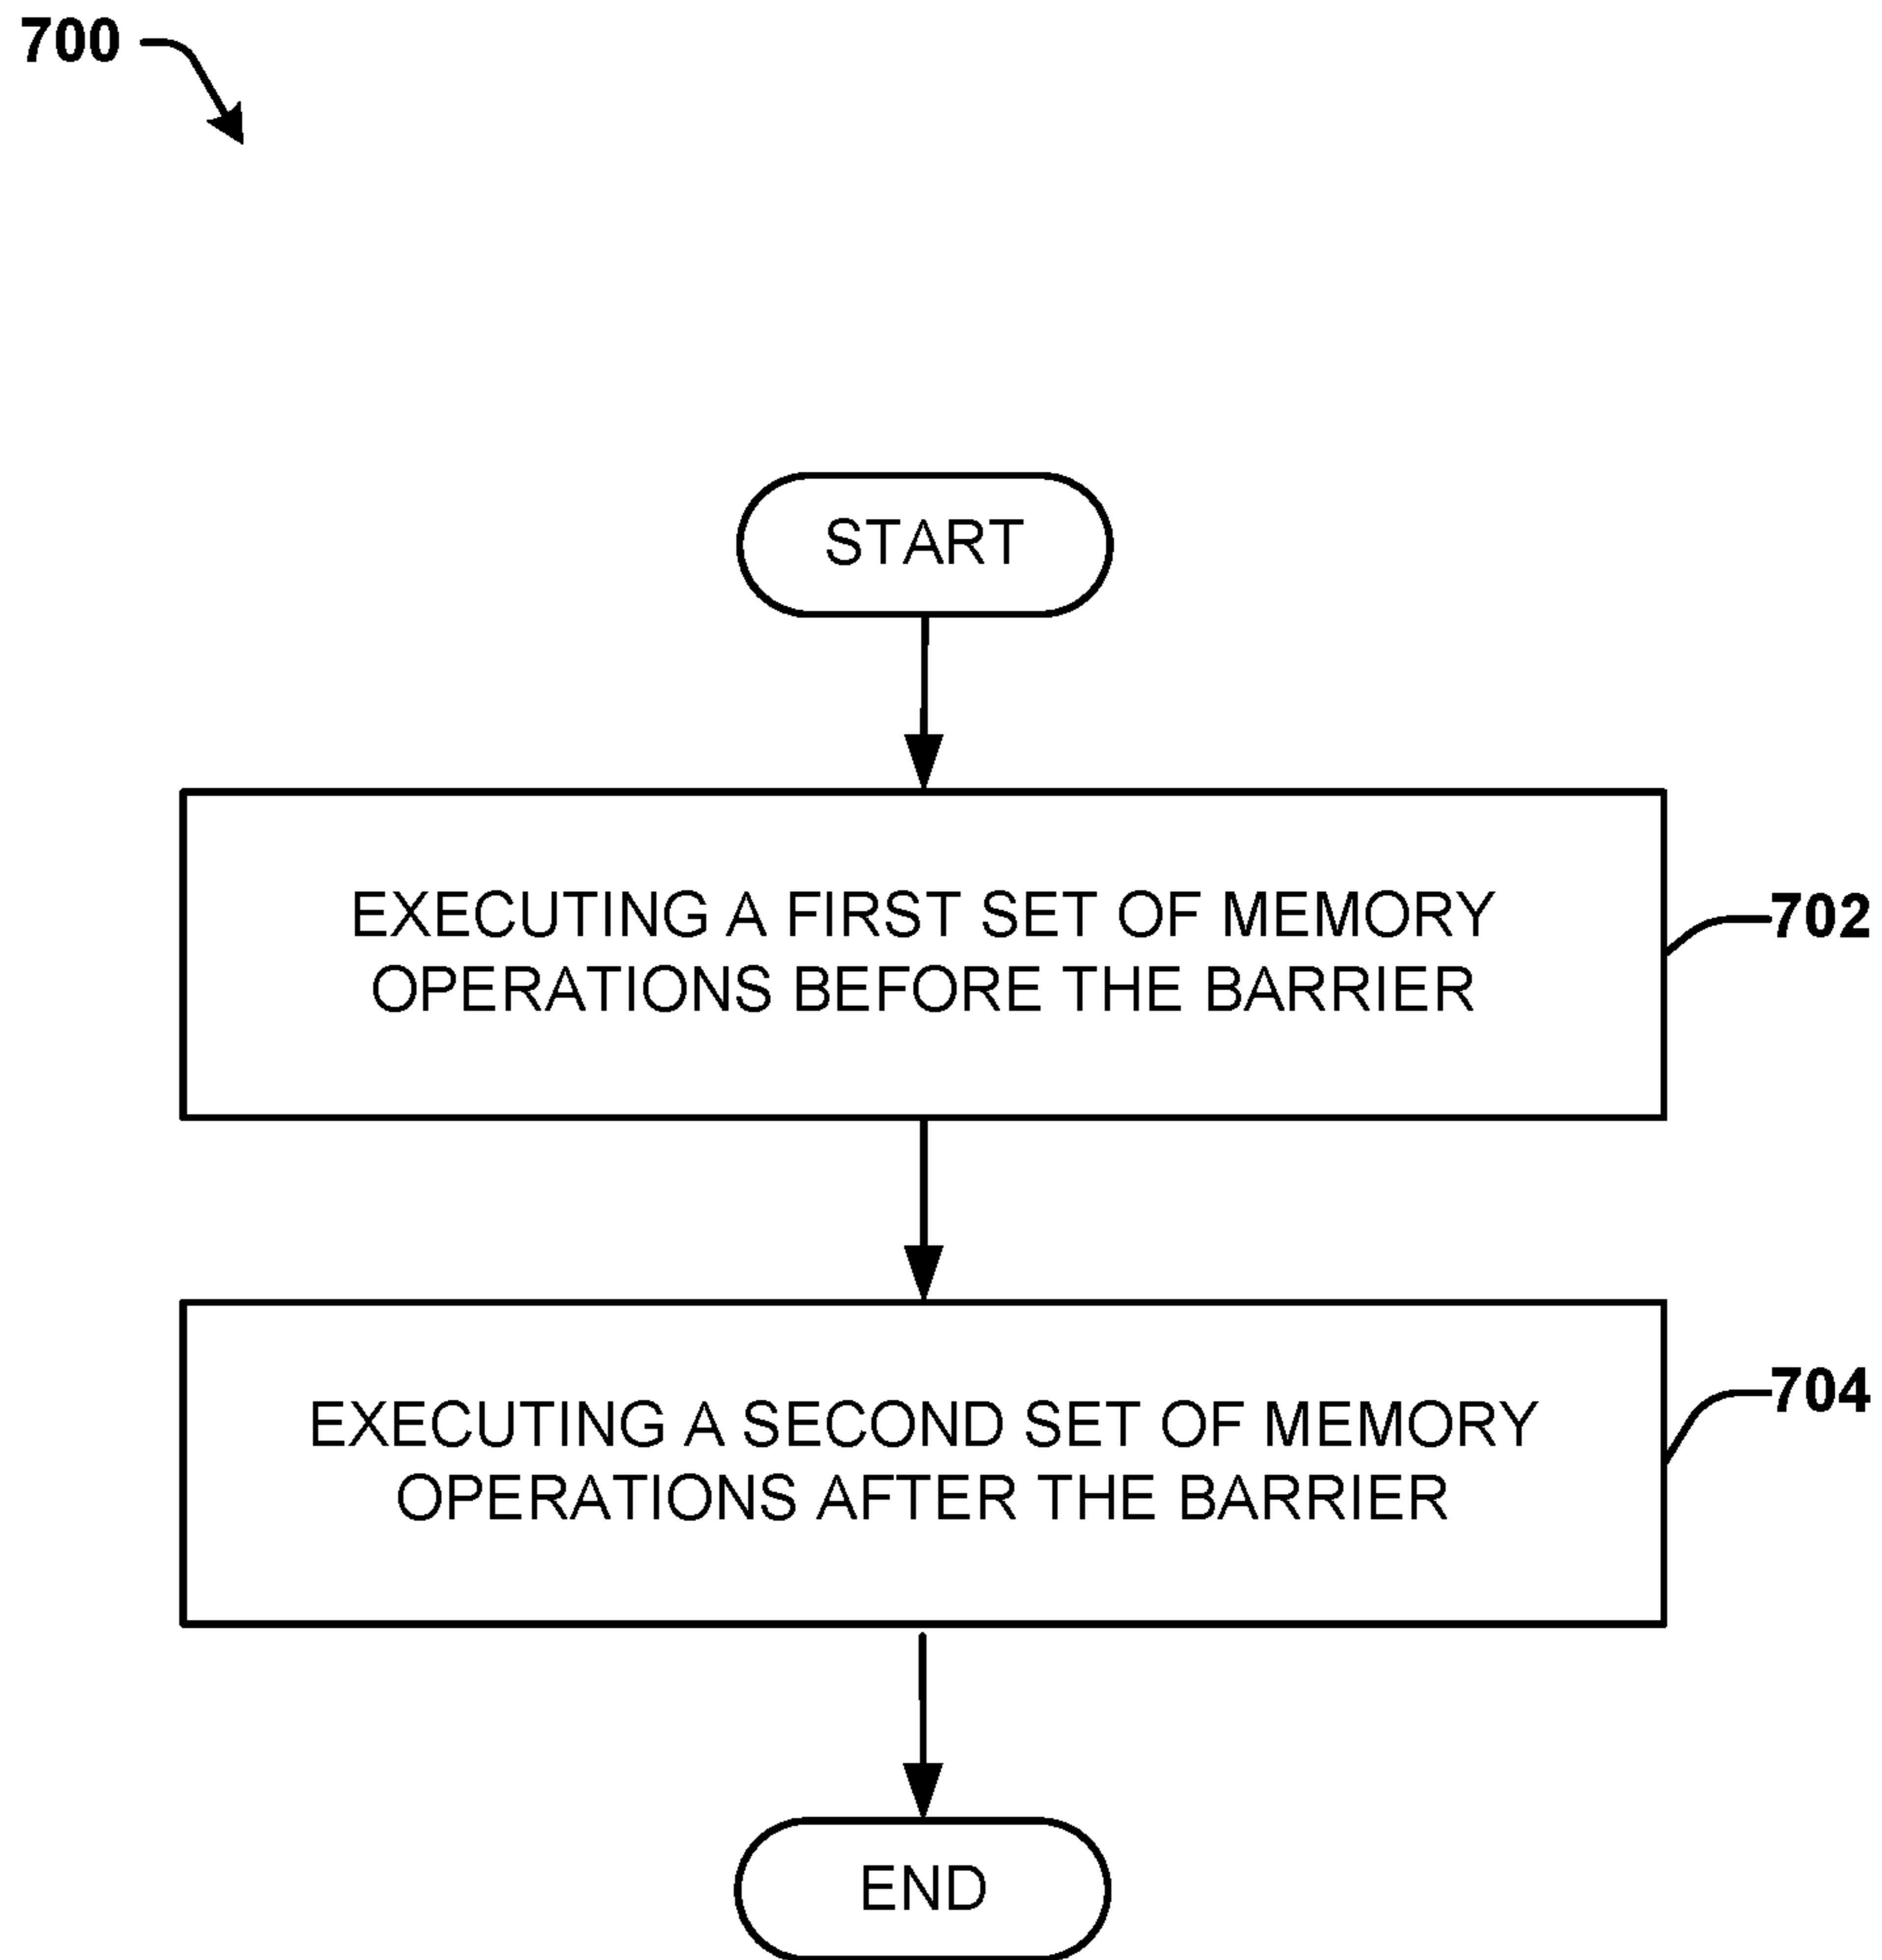 700
START
EXECUTING A FIRST SET OF MEMORY
OPERATIONS BEFORE THE BARRIER
702
EXECUTING A SECOND SET OF MEMORY
OPERATIONS AFTER THE BARRIER
704
END